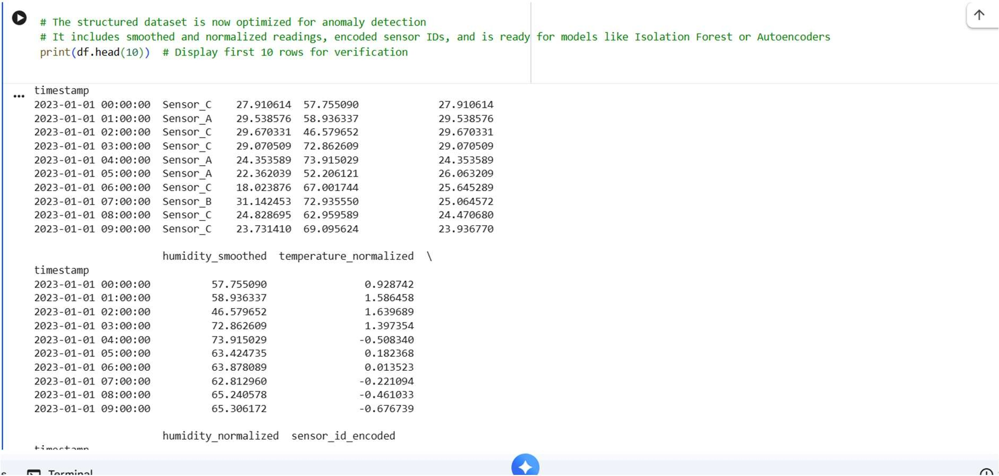 # The structured dataset is now optimized for anomaly detection
# It includes smoothed and normalized readings, encoded sensor IDs, and is ready for models like Isolation Forest or Autoencoders
print(df.head(10))  # Display first 10 rows for verification
timestamp
2023-01-01 00:00:00  Sensor_C    27.910614  57.755090             27.910614
2023-01-01 01:00:00  Sensor_A    29.538576  58.936337             29.538576
2023-01-01 02:00:00  Sensor_C    29.670331  46.579652             29.670331
2023-01-01 03:00:00  Sensor_C    29.070509  72.862609             29.070509
2023-01-01 04:00:00  Sensor_A    24.353589  73.915029             24.353589
2023-01-01 05:00:00  Sensor_A    22.362039  52.206121             26.063209
2023-01-01 06:00:00  Sensor_C    18.023876  67.001744             25.645289
2023-01-01 07:00:00  Sensor_B    31.142453  72.935550             25.064572
2023-01-01 08:00:00  Sensor_C    24.828695  62.959589             24.470680
2023-01-01 09:00:00  Sensor_C    23.731410  69.095624             23.936770
humidity_smoothed  temperature_normalized  \
timestamp
2023-01-01 00:00:00          57.755090                0.928742
2023-01-01 01:00:00          58.936337                1.586458
2023-01-01 02:00:00          46.579652                1.639689
2023-01-01 03:00:00          72.862609                1.397354
2023-01-01 04:00:00          73.915029               -0.508340
2023-01-01 05:00:00          63.424735                0.182368
2023-01-01 06:00:00          63.878089                0.013523
2023-01-01 07:00:00          62.812960               -0.221094
2023-01-01 08:00:00          65.240578               -0.461033
2023-01-01 09:00:00          65.306172               -0.676739
humidity_normalized  sensor_id_encoded
timestamp
Terminal